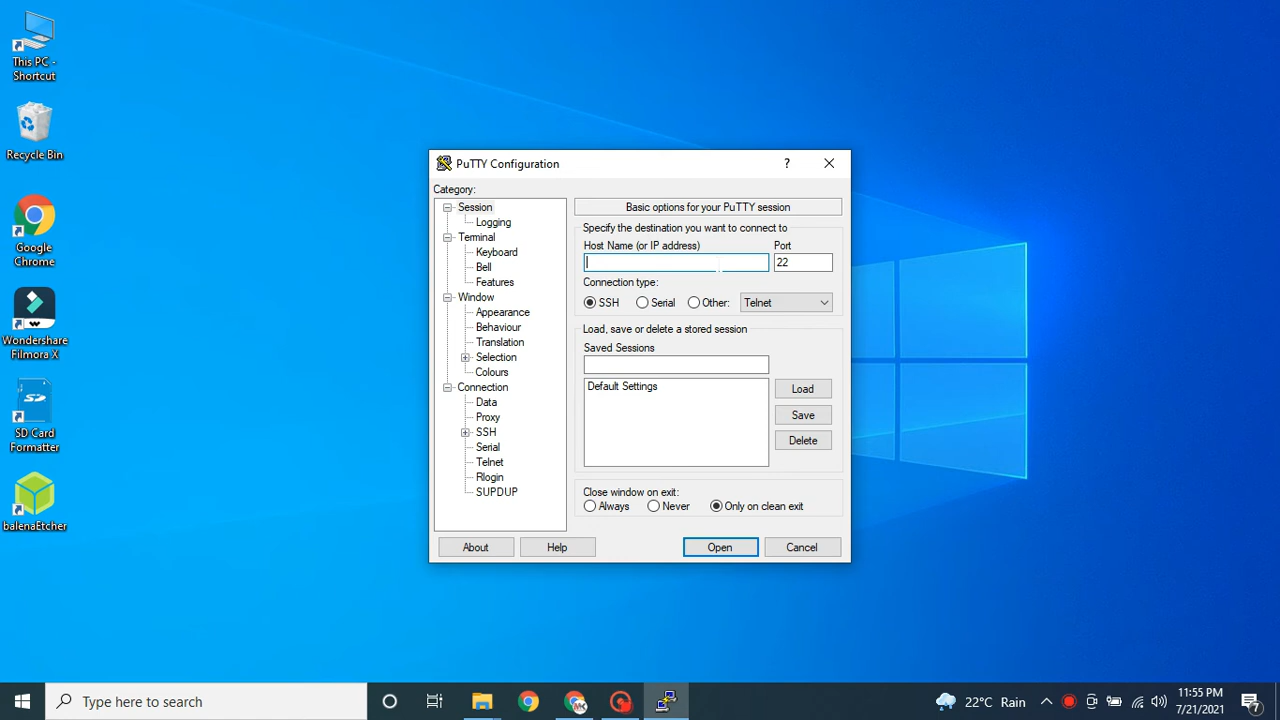 This PC -
Shortcut
Recycle Bin
Google
Chrome
Wondershare
Filmora X
SD Card
Formatter
balenaEtcher
PuTTY Configuration
?
Category:
Session
Logging
Terminal
Keyboard
Bell
Features
Window
Appearance
Behaviour
Translation
Selection
Colours
Connection
Data
Proxy
SSH
Serial
Telnet
Rlogin
SUPDUP
Basic options for your PuTTY session
Specify the destination you want to connect to
Host Name (or IP address) Port
22
Connection type:
SSH Serial Other: Telnet
Load, save or delete a stored session
Saved Sessions
Default Settings
Load
Save
Delete
Close window on exit:
Always Never Only on clean exit
About Help Open Cancel
Type here to search
22°C Rain
11:55 PM
7/21/2021
7